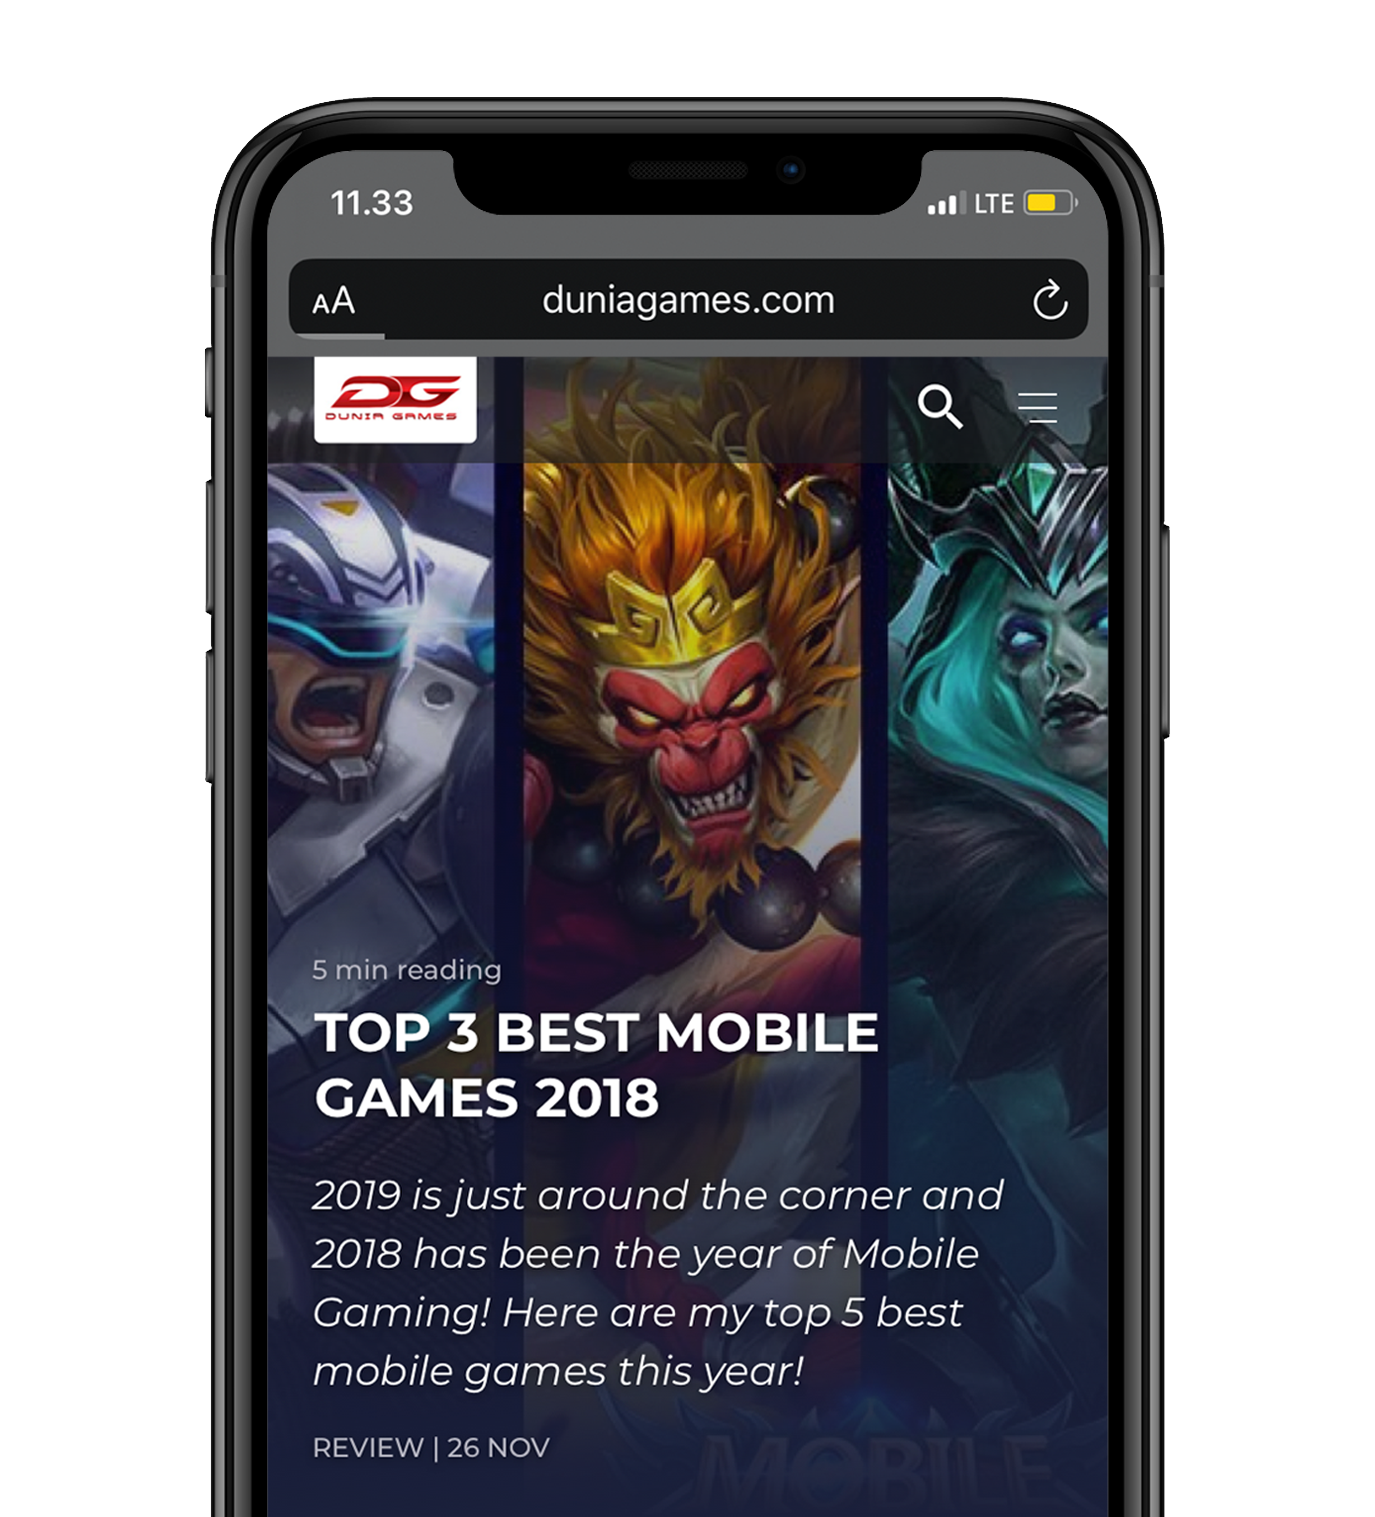 11.33
LTE
AA
duniagames.com
DG
DUNIA GAMES
5 min reading
TOP 3 BEST MOBILE
GAMES 2018
2019 is just around the corner and
2018 has been the year of Mobile
Gaming! Here are my top 5 best
mobile games this year!
REVIEW | 26 NOV
MOBILE